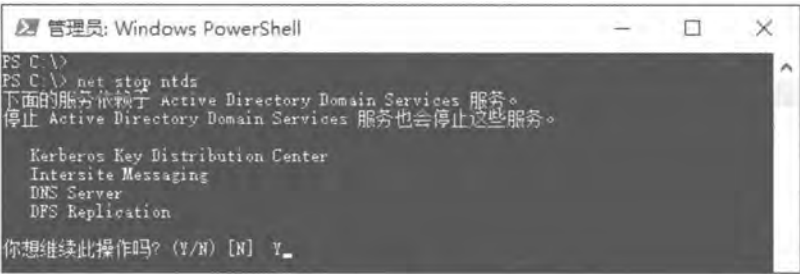 管理员: Windows PowerShell
PS C:\>
PS C:\> net stop ntds
下面的服务依赖于 Active Directory Domain Services 服务。
停止 Active Directory Domain Services 服务也会停止这些服务。
Kerberos Key Distribution Center
Intersite Messaging
DNS Server
DFS Replication
你想继续此操作吗? (Y/N) [N] Y